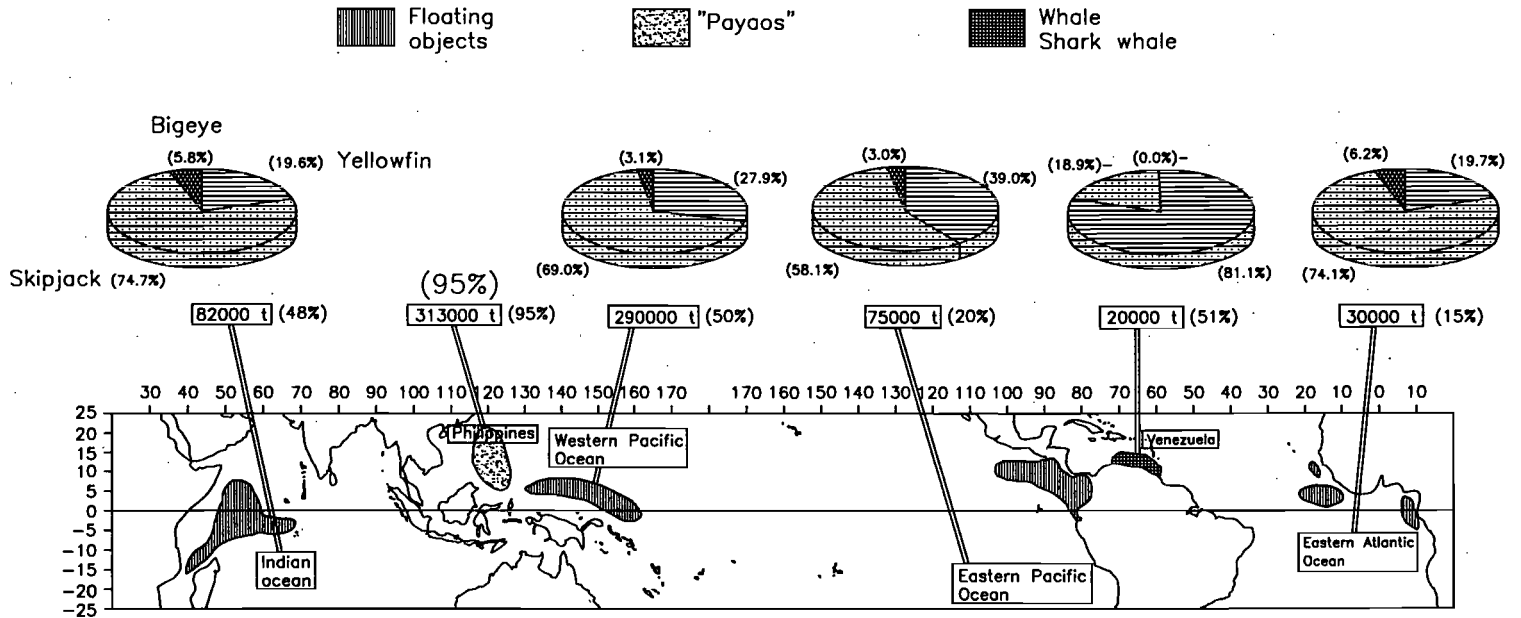 Floating
objects
"Payaos"
Whale
Shark whale
Bigeye
(5.8%)
(19.6%) Yellowfin
Skipjack (74.7%)
(3.1%)
(27.9%)
(69.0%)
(3.0%)
(39.0%)
(58.1%)
(18.9%)–
(0.0%)–
(81.1%)
(6.2%)
(19.7%)
(74.1%)
(95%)
82000 t (48%)
313000 t (95%)
290000 t (50%)
75000 t (20%)
20000 t (51%)
30000 t (15%)
30 40 50 60 70 80 90 100 110 120 130 140 150 160 170 170 160 150 140 130 120 110 100 90 80 70 60 50 40 30 20 10 0 10
25
20
15
10
5
0
-5
-10
-15
-20
-25
Philippines
Western Pacific
Ocean
Venezuela
Indian
ocean
Eastern Pacific
Ocean
Eastern Atlantic
Ocean